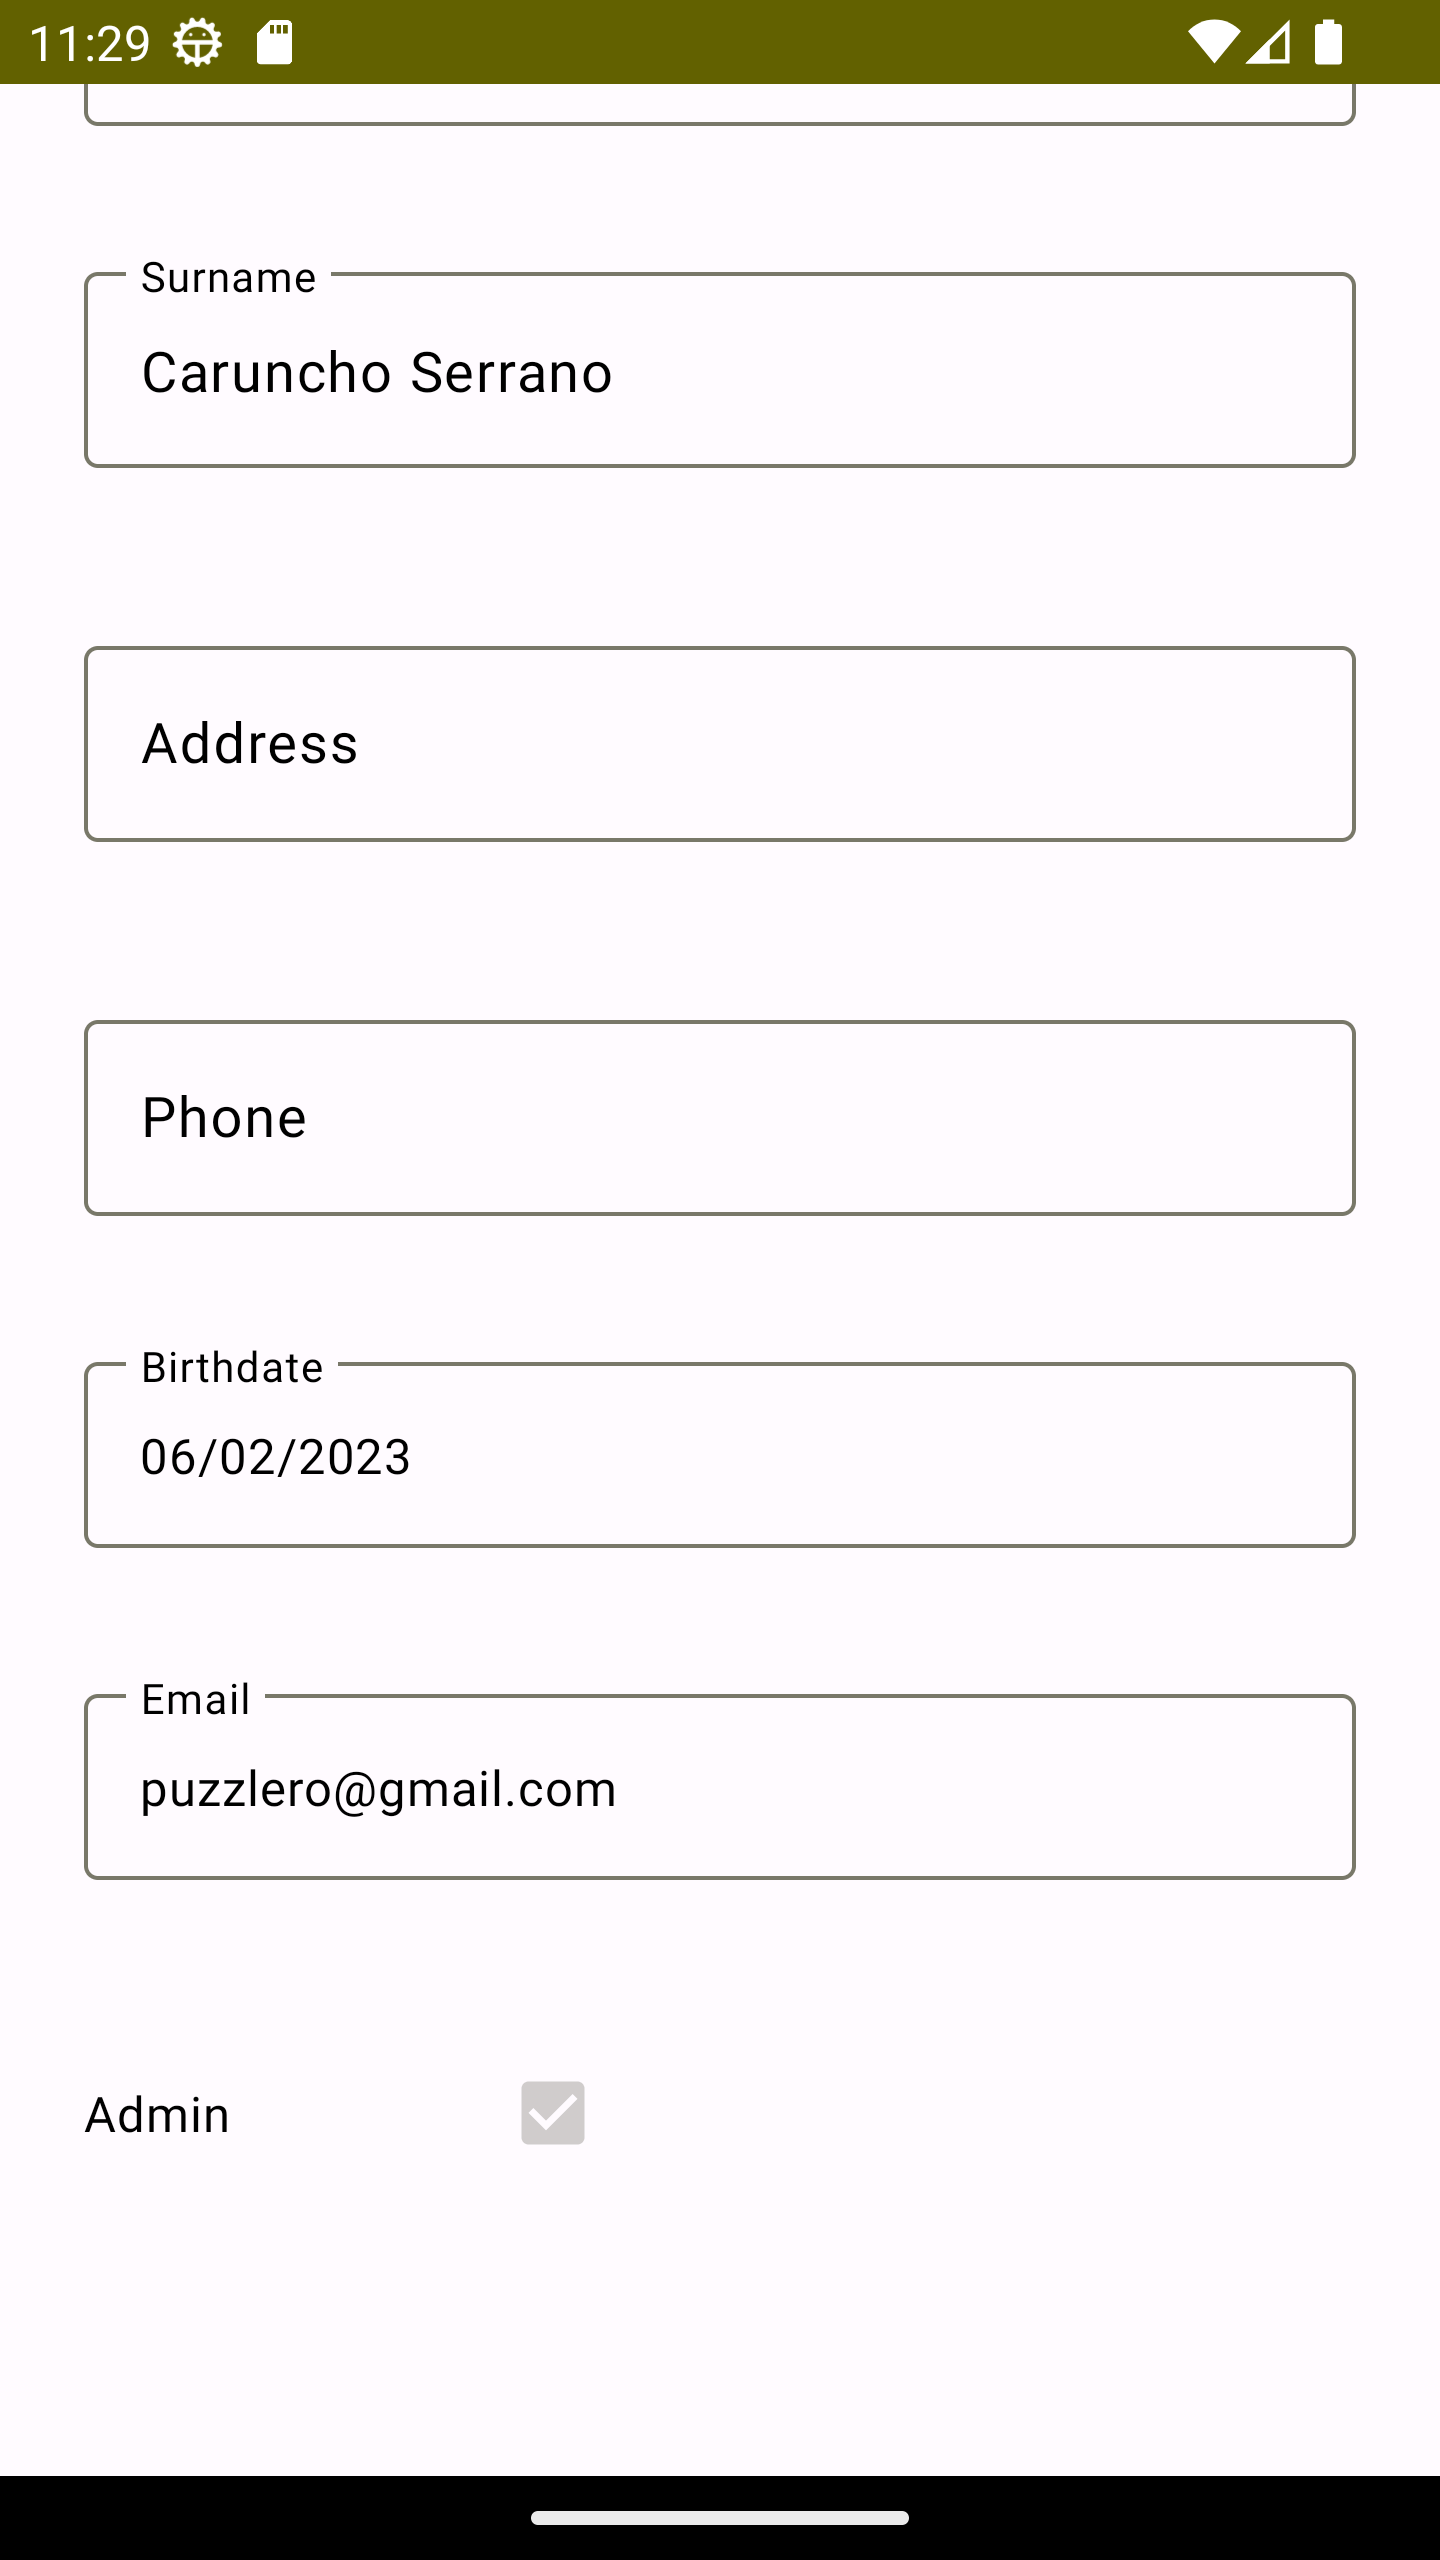 11:29
Surname
Caruncho Serrano
Address
Phone
Birthdate
06/02/2023
Email
puzzlero@gmail.com
Admin